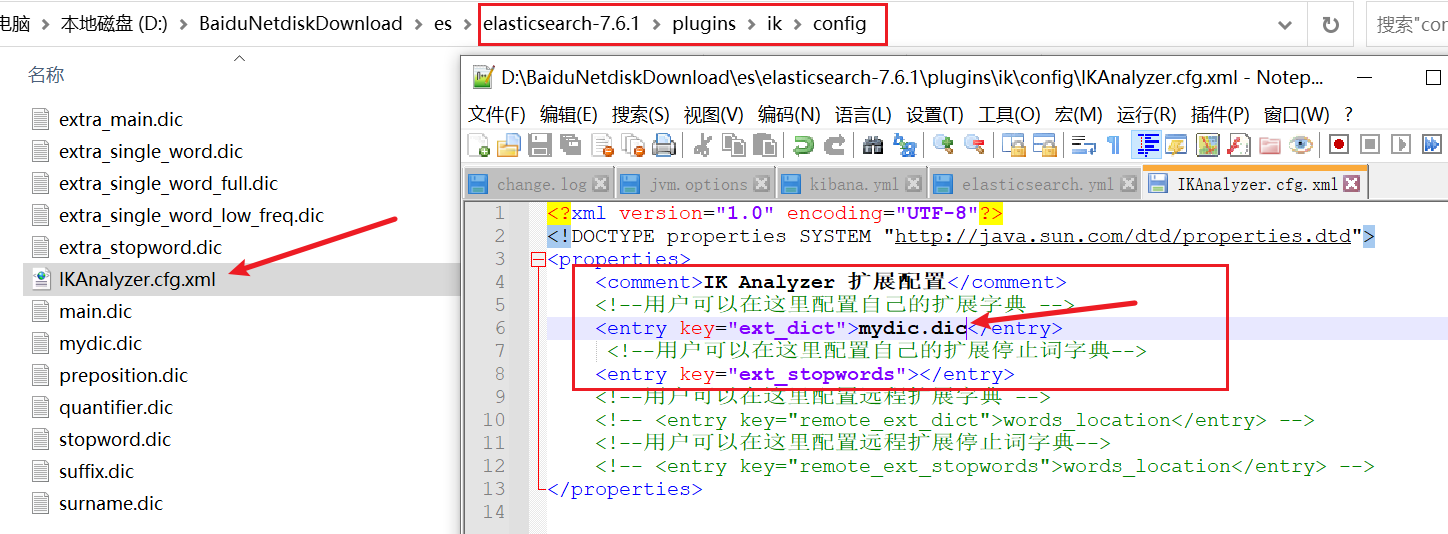 电脑 > 本地磁盘 (D:) > BaiduNetdiskDownload > es > elasticsearch-7.6.1 > plugins > ik > config
搜索"con
名称
extra_main.dic
extra_single_word.dic
extra_single_word_full.dic
extra_single_word_low_freq.dic
extra_stopword.dic
IKAnalyzer.cfg.xml
main.dic
mydic.dic
preposition.dic
quantifier.dic
stopword.dic
suffix.dic
surname.dic
D:\BaiduNetdiskDownload\es\elasticsearch-7.6.1\plugins\ik\config\IKAnalyzer.cfg.xml - Notep...
文件(F) 编辑(E) 搜索(S) 视图(V) 编码(N) 语言(L) 设置(T) 工具(O) 宏(M) 运行(R) 插件(P) 窗口(W) ?
change.log jvm.options kibana.yml elasticsearch.yml IKAnalyzer.cfg.xml
1 <?xml version="1.0" encoding="UTF-8"?>
2 <!DOCTYPE properties SYSTEM "http://java.sun.com/dtd/properties.dtd">
3 <properties>
4 <comment>IK Analyzer 扩展配置</comment>
5 <!--用户可以在这里配置自己的扩展字典 -->
6 <entry key="ext_dict">mydic.dic</entry>
7 <!--用户可以在这里配置自己的扩展停止词字典-->
8 <entry key="ext_stopwords"></entry>
9 <!--用户可以在这里配置远程扩展字典 -->
10 <!-- <entry key="remote_ext_dict">words_location</entry> -->
11 <!--用户可以在这里配置远程扩展停止词字典-->
12 <!-- <entry key="remote_ext_stopwords">words_location</entry> -->
13 </properties>
14